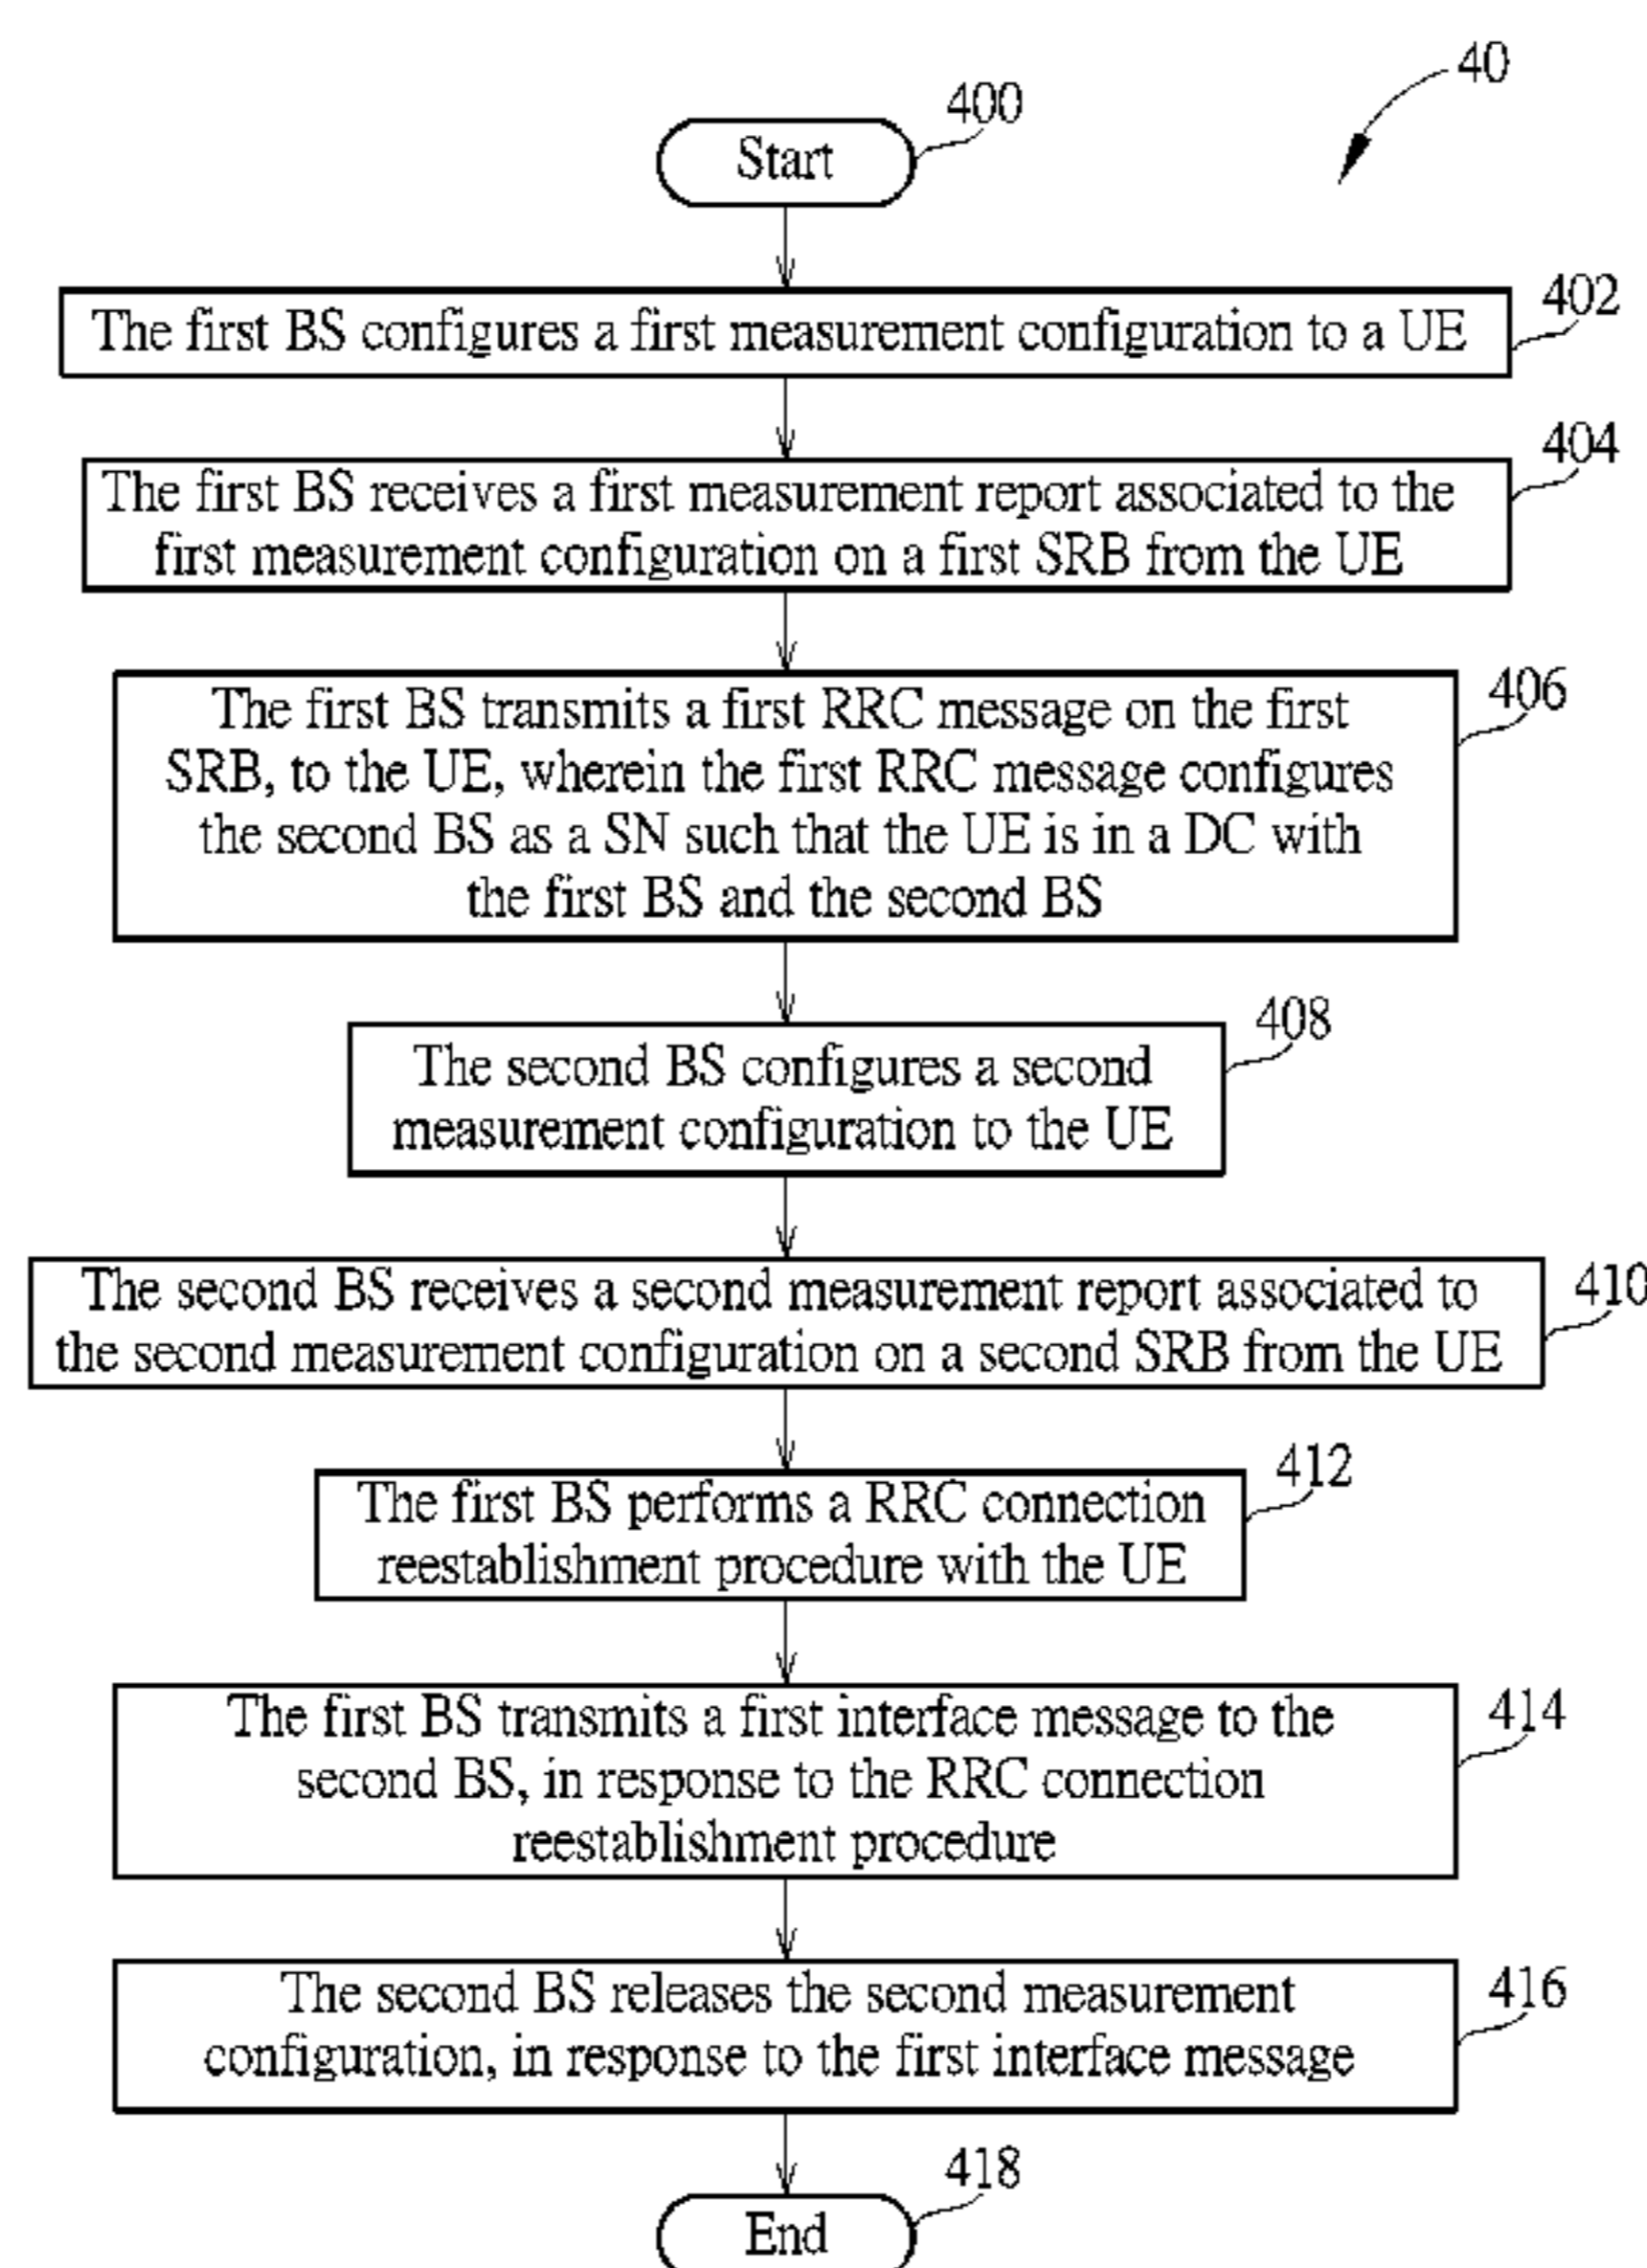 40
400
Start
402
The first BS configures a first measurement configuration to a UE
404
The first BS receives a first measurement report associated to the
first measurement configuration on a first SRB from the UE
406
The first BS transmits a first RRC message on the first
SRB, to the UE, wherein the first RRC message configures
the second BS as a SN such that the UE is in a DC with
the first BS and the second BS
408
The second BS configures a second
measurement configuration to the UE
410
The second BS receives a second measurement report associated to
the second measurement configuration on a second SRB from the UE
412
The first BS performs a RRC connection
reestablishment procedure with the UE
414
The first BS transmits a first interface message to the
second BS, in response to the RRC connection
reestablishment procedure
416
The second BS releases the second measurement
configuration, in response to the first interface message
418
End